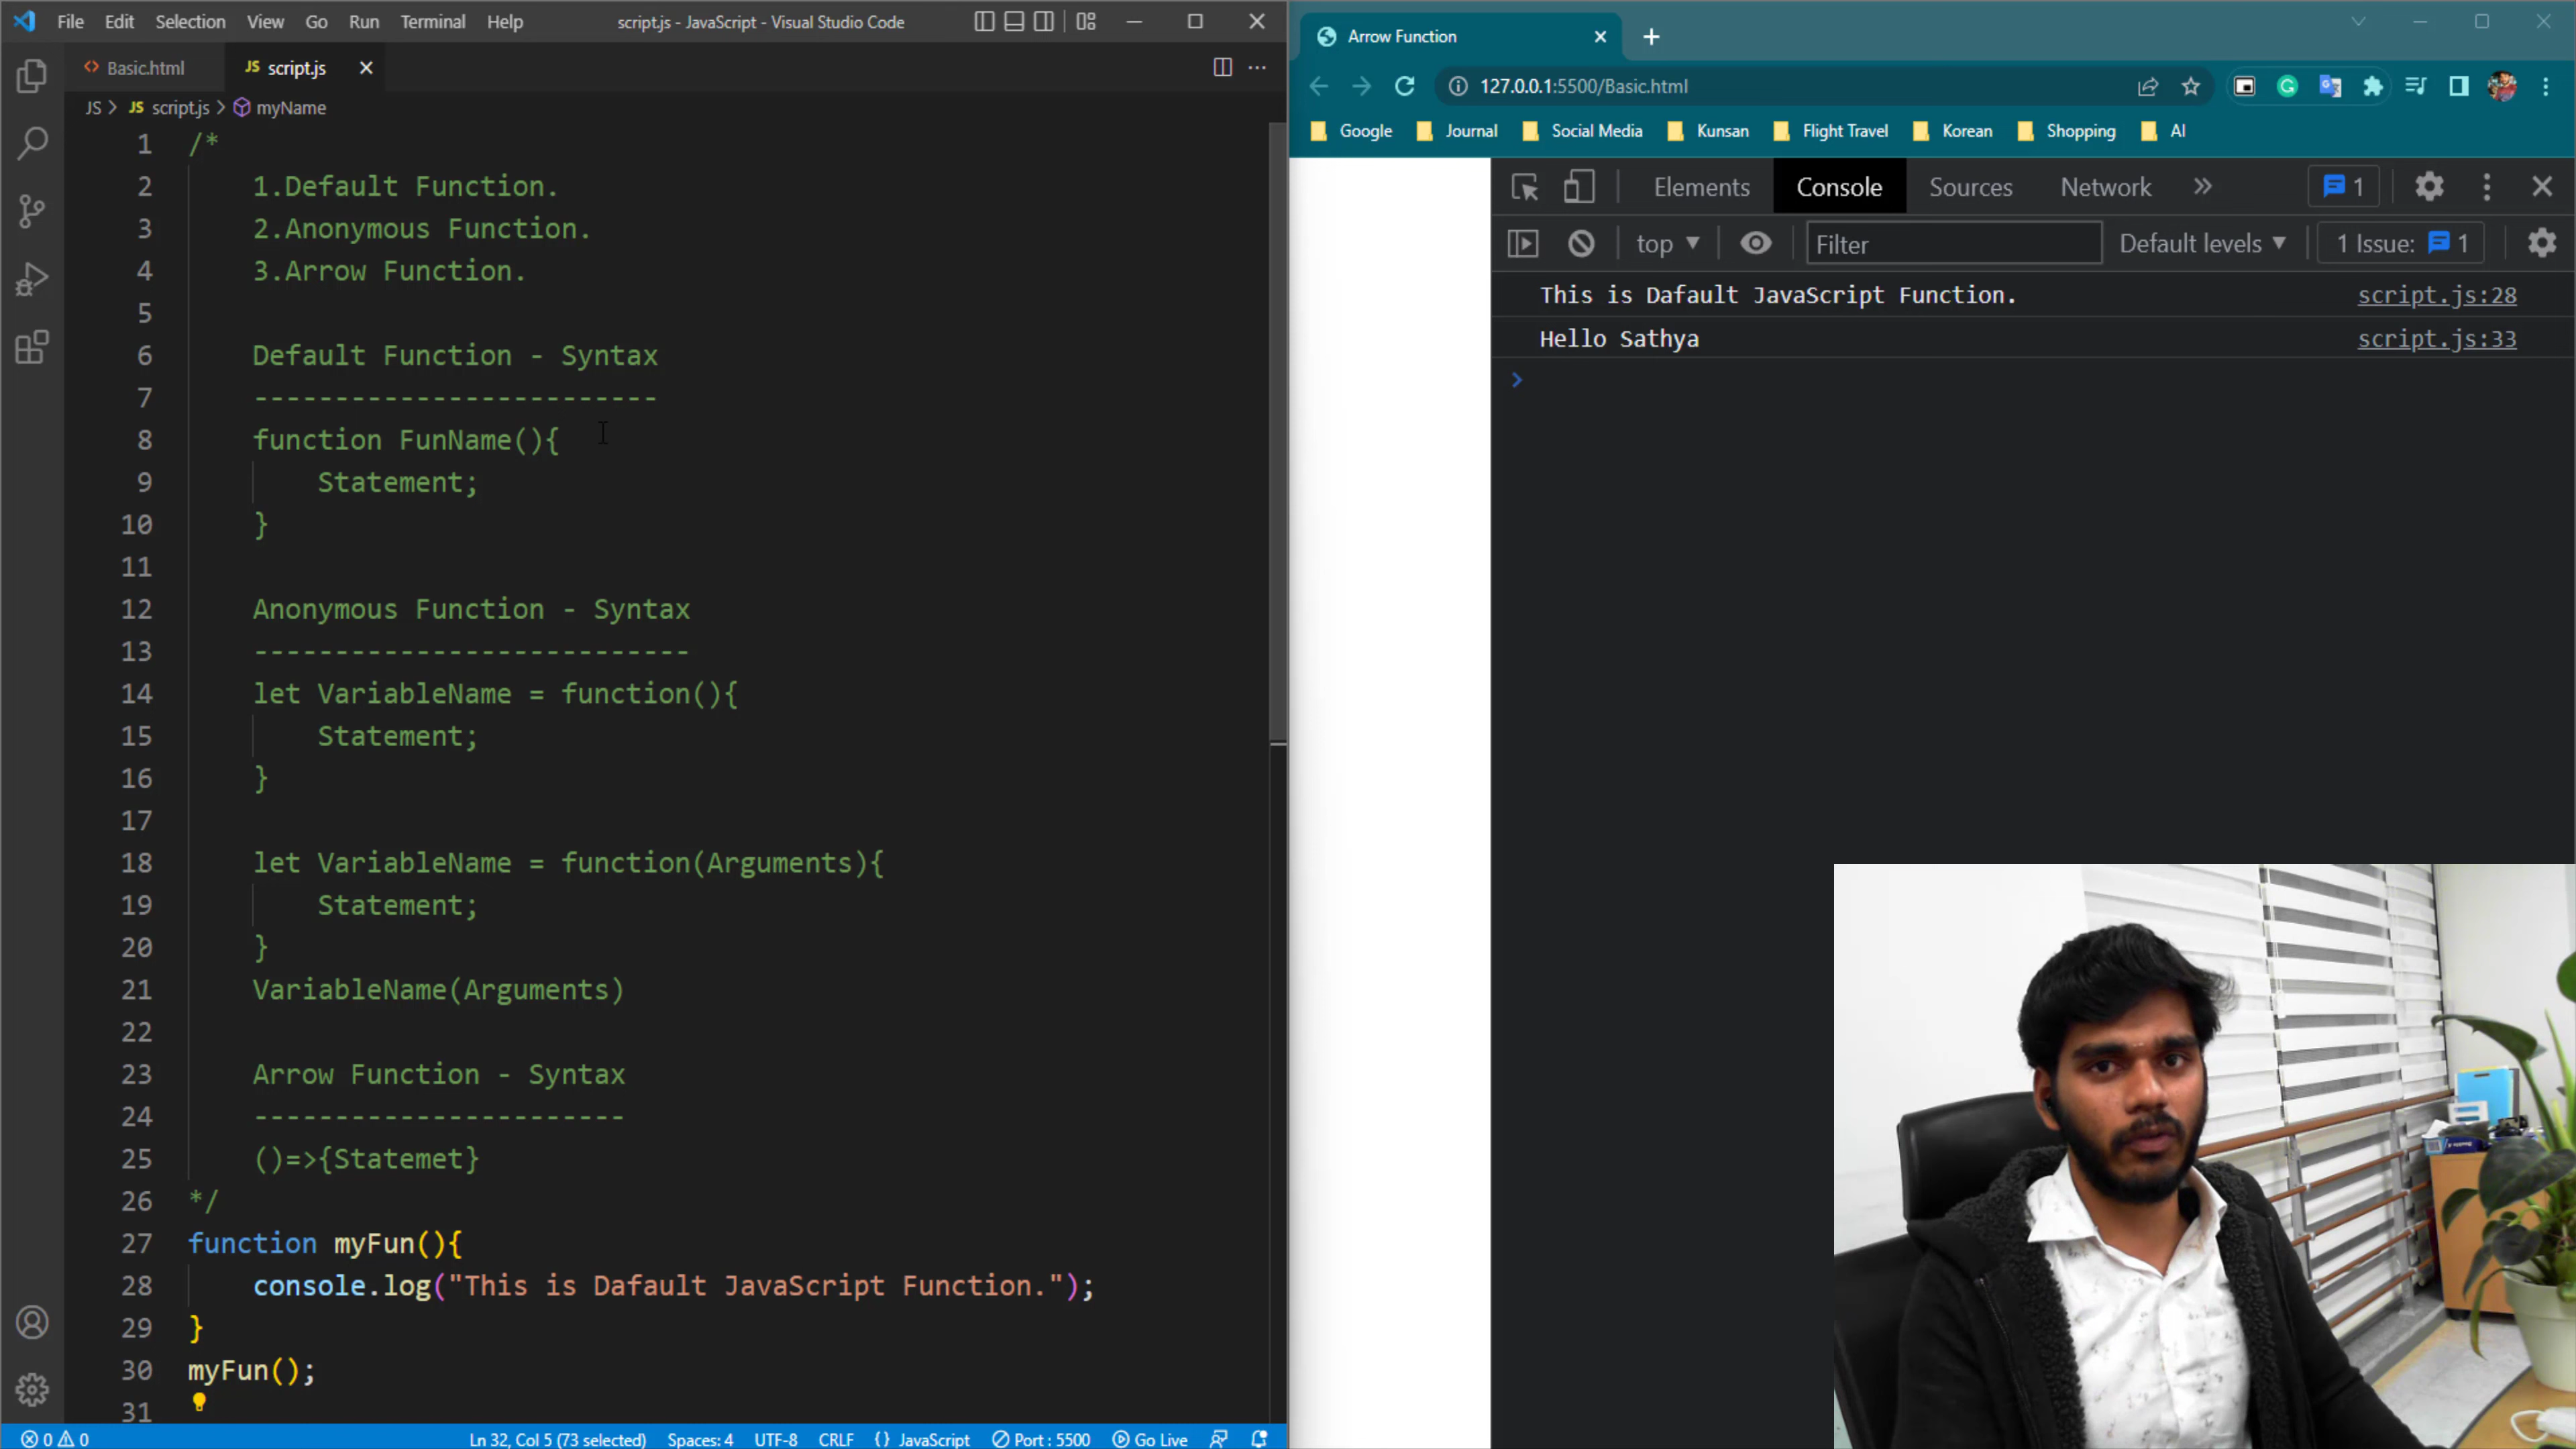 File Edit Selection View Go Run Terminal Help script.js - JavaScript - Visual Studio Code
Basic.html JS script.js
JS > JS script.js > myName
1 /*
2 1.Default Function.
3 2.Anonymous Function.
4 3.Arrow Function.
5
6 Default Function - Syntax
7 -------------------------
8 function FunName(){
9 Statement;
10 }
11
12 Anonymous Function - Syntax
13 ---------------------------
14 let VariableName = function(){
15 Statement;
16 }
17
18 let VariableName = function(Arguments){
19 Statement;
20 }
21 VariableName(Arguments)
22
23 Arrow Function - Syntax
24 -----------------------
25 ()=>{Statemet}
26 */
27 function myFun(){
28 console.log("This is Dafault JavaScript Function.");
29 }
30 myFun();
31
0 0 Ln 32, Col 5 (73 selected) Spaces: 4 UTF-8 CRLF {} JavaScript Port : 5500 Go Live
Arrow Function
127.0.0.1:5500/Basic.html
Google Journal Social Media Kunsan Flight Travel Korean Shopping AI
Elements Console Sources Network >> 1
top Filter Default levels 1 Issue: 1
This is Dafault JavaScript Function. script.js:28
Hello Sathya script.js:33
>